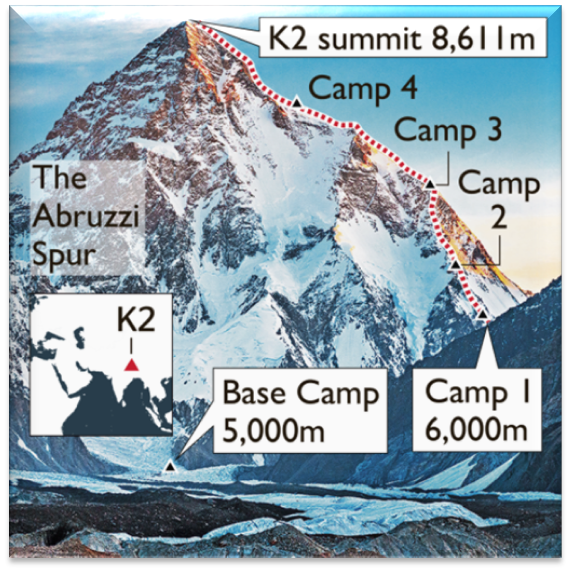 K2 summit 8,611m
Camp 4
Camp 3
Camp
2
The
Abruzzi
Spur
K2
Base Camp
5,000m
Camp 1
6,000m